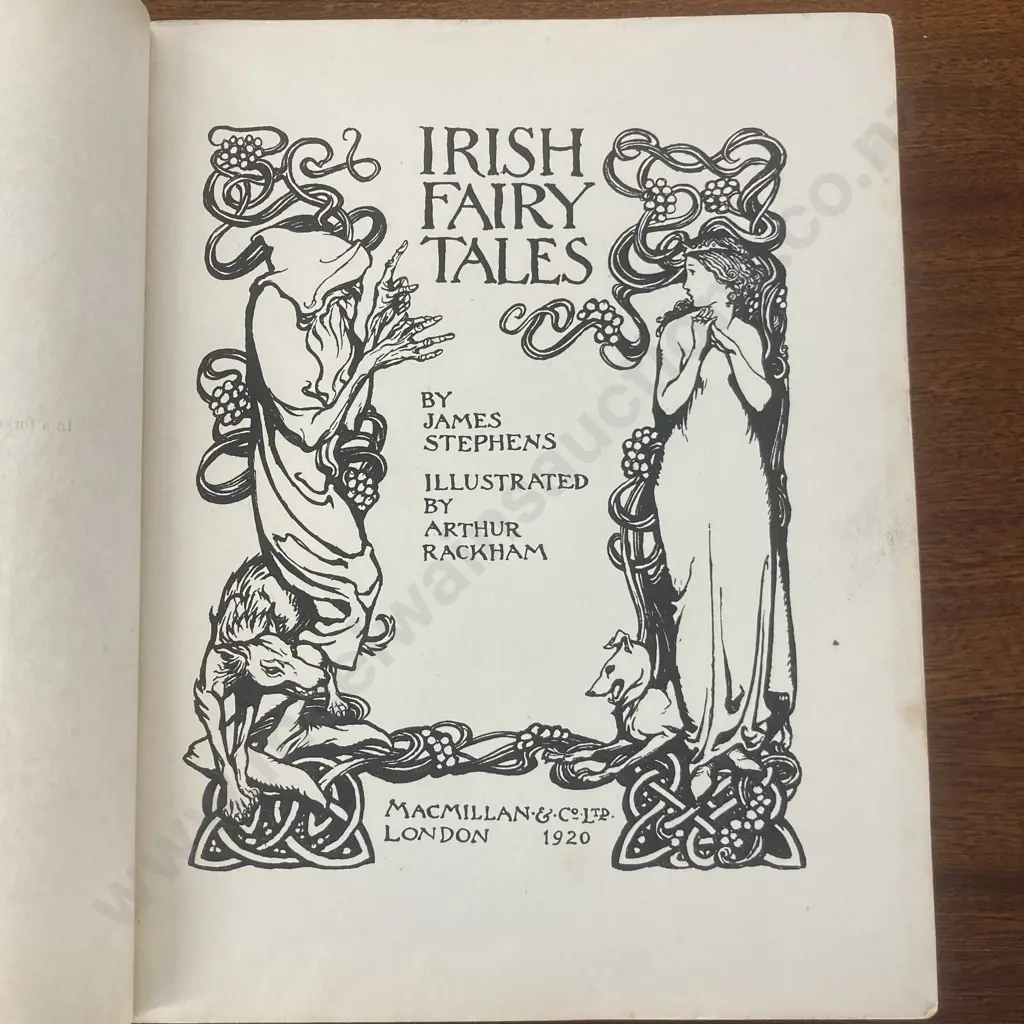 IRISH
FAIRY
TALES
BY
JAMES
STEPHENS
ILLUSTRATED
BY
ARTHUR
RACKHAM
MACMILLAN·&·Co·LTD·
LONDON 1920